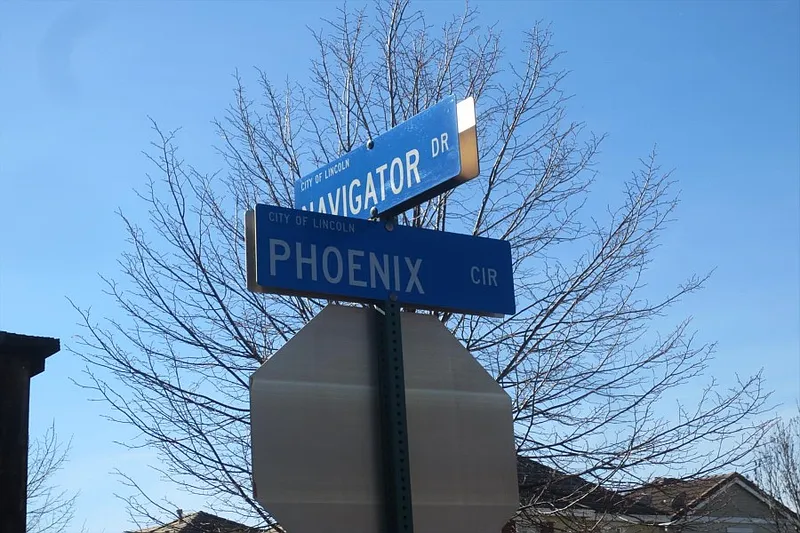 CITY OF LINCOLN
NAVIGATOR DR
CITY OF LINCOLN
PHOENIX CIR